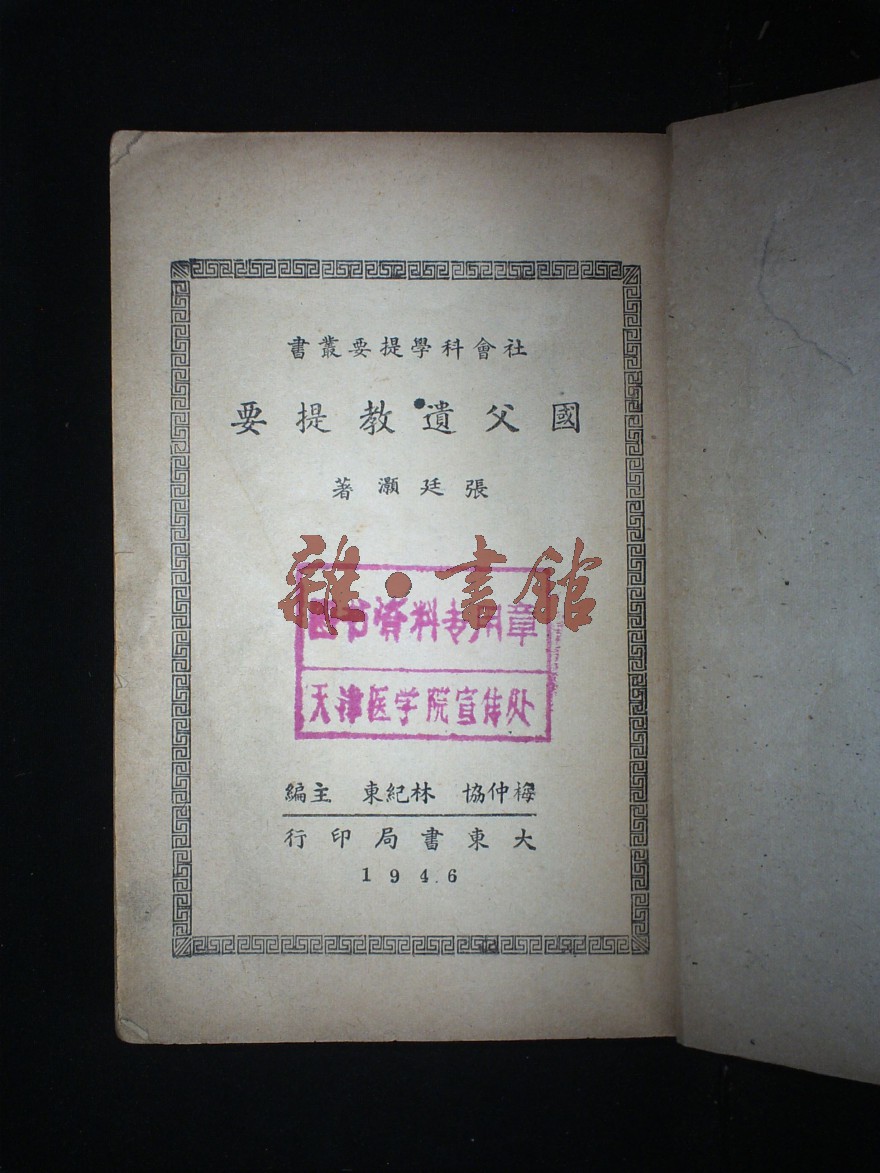 社會科學提要叢書
國父遺教提要
張廷灝著
雜·書館
图书资料专用章
天津医学院宣传处
梅仲協 林紀東 主編
大東書局印行
1946